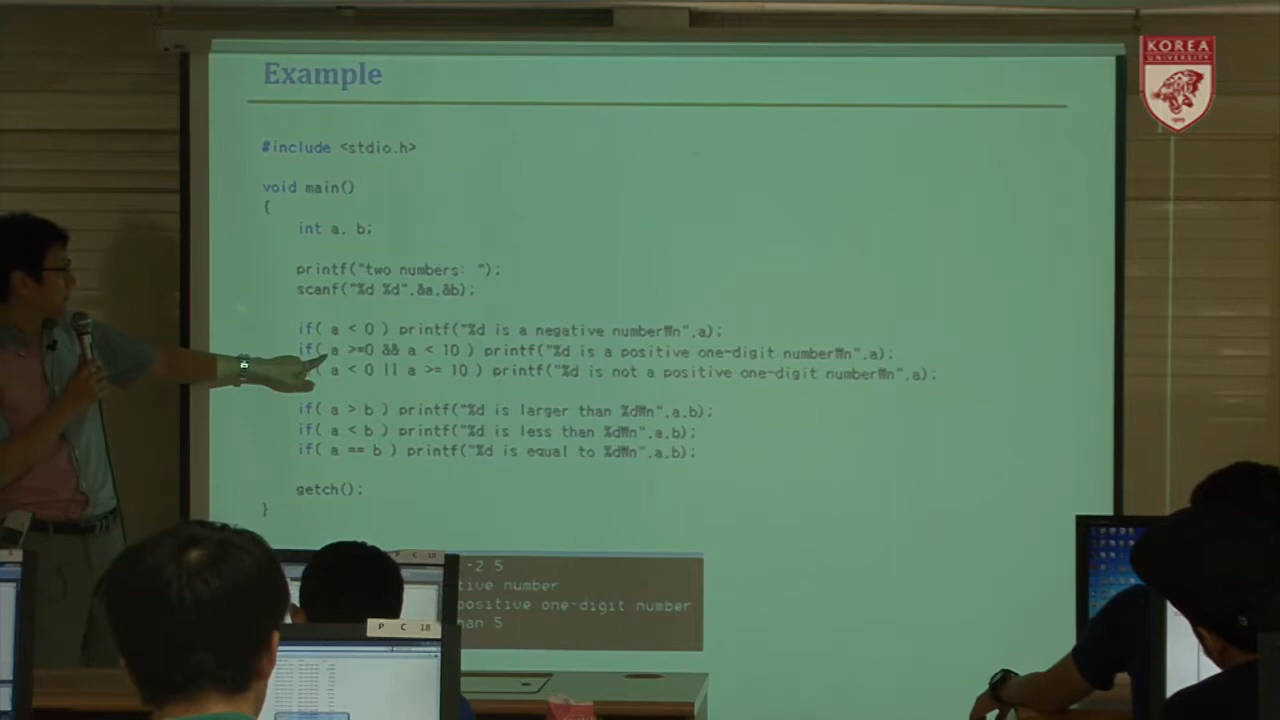 KOREA
UNIVERSITY
1905
Example
#include <stdio.h>
void main()
{
int a, b;
printf("two numbers: ");
scanf("%d %d",&a,&b);
if( a < 0 ) printf("%d is a negative number₩n",a);
if( a >=0 && a < 10 ) printf("%d is a positive one-digit number₩n",a);
( a < 0 || a >= 10 ) printf("%d is not a positive one-digit number₩n",a);
if( a > b ) printf("%d is larger than %d₩n",a,b);
if( a < b ) printf("%d is less than %d₩n",a,b);
if( a == b ) printf("%d is equal to %d₩n",a,b);
getch();
}
-2 5
tive number
positive one-digit number
han 5
P C 18